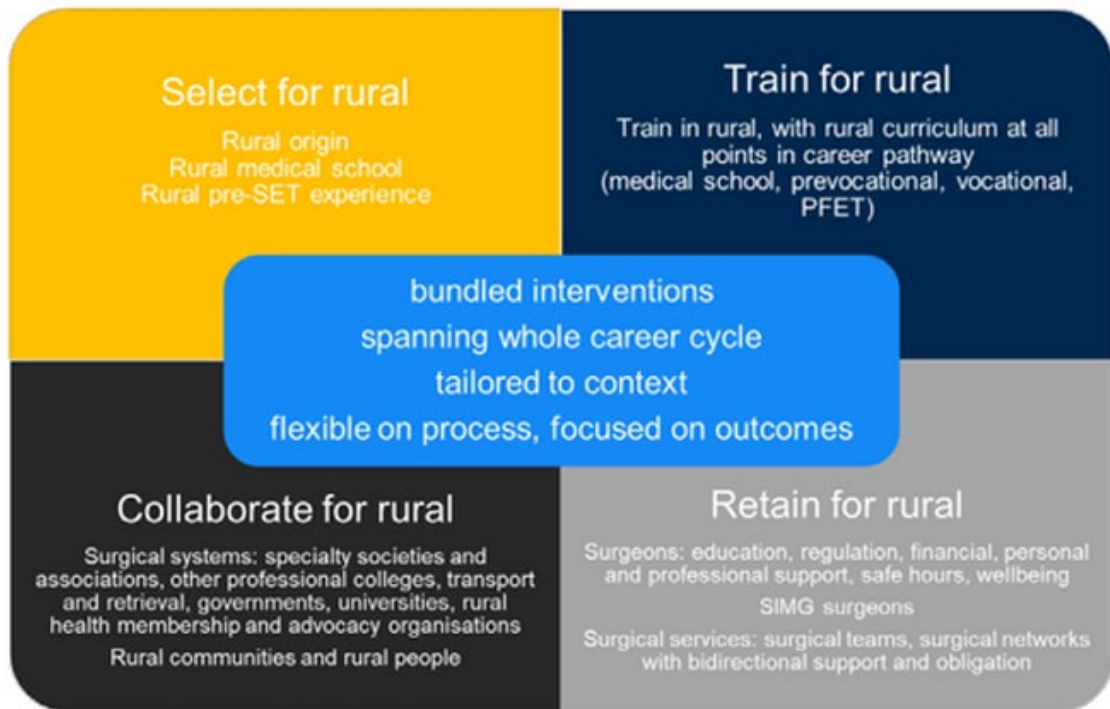 Select for rural
Rural origin
Rural medical school
Rural pre-SET experience
Train for rural
Train in rural, with rural curriculum at all
points in career pathway
(medical school, prevocational, vocational,
PFET)
bundled interventions
spanning whole career cycle
tailored to context
flexible on process, focused on outcomes
Collaborate for rural
Surgical systems: specialty societies and
associations, other professional colleges, transport
and retrieval, governments, universities, rural
health membership and advocacy organisations
Rural communities and rural people
Retain for rural
Surgeons: education, regulation, financial, personal
and professional support, safe hours, wellbeing
SIMG surgeons
Surgical services: surgical teams, surgical networks
with bidirectional support and obligation